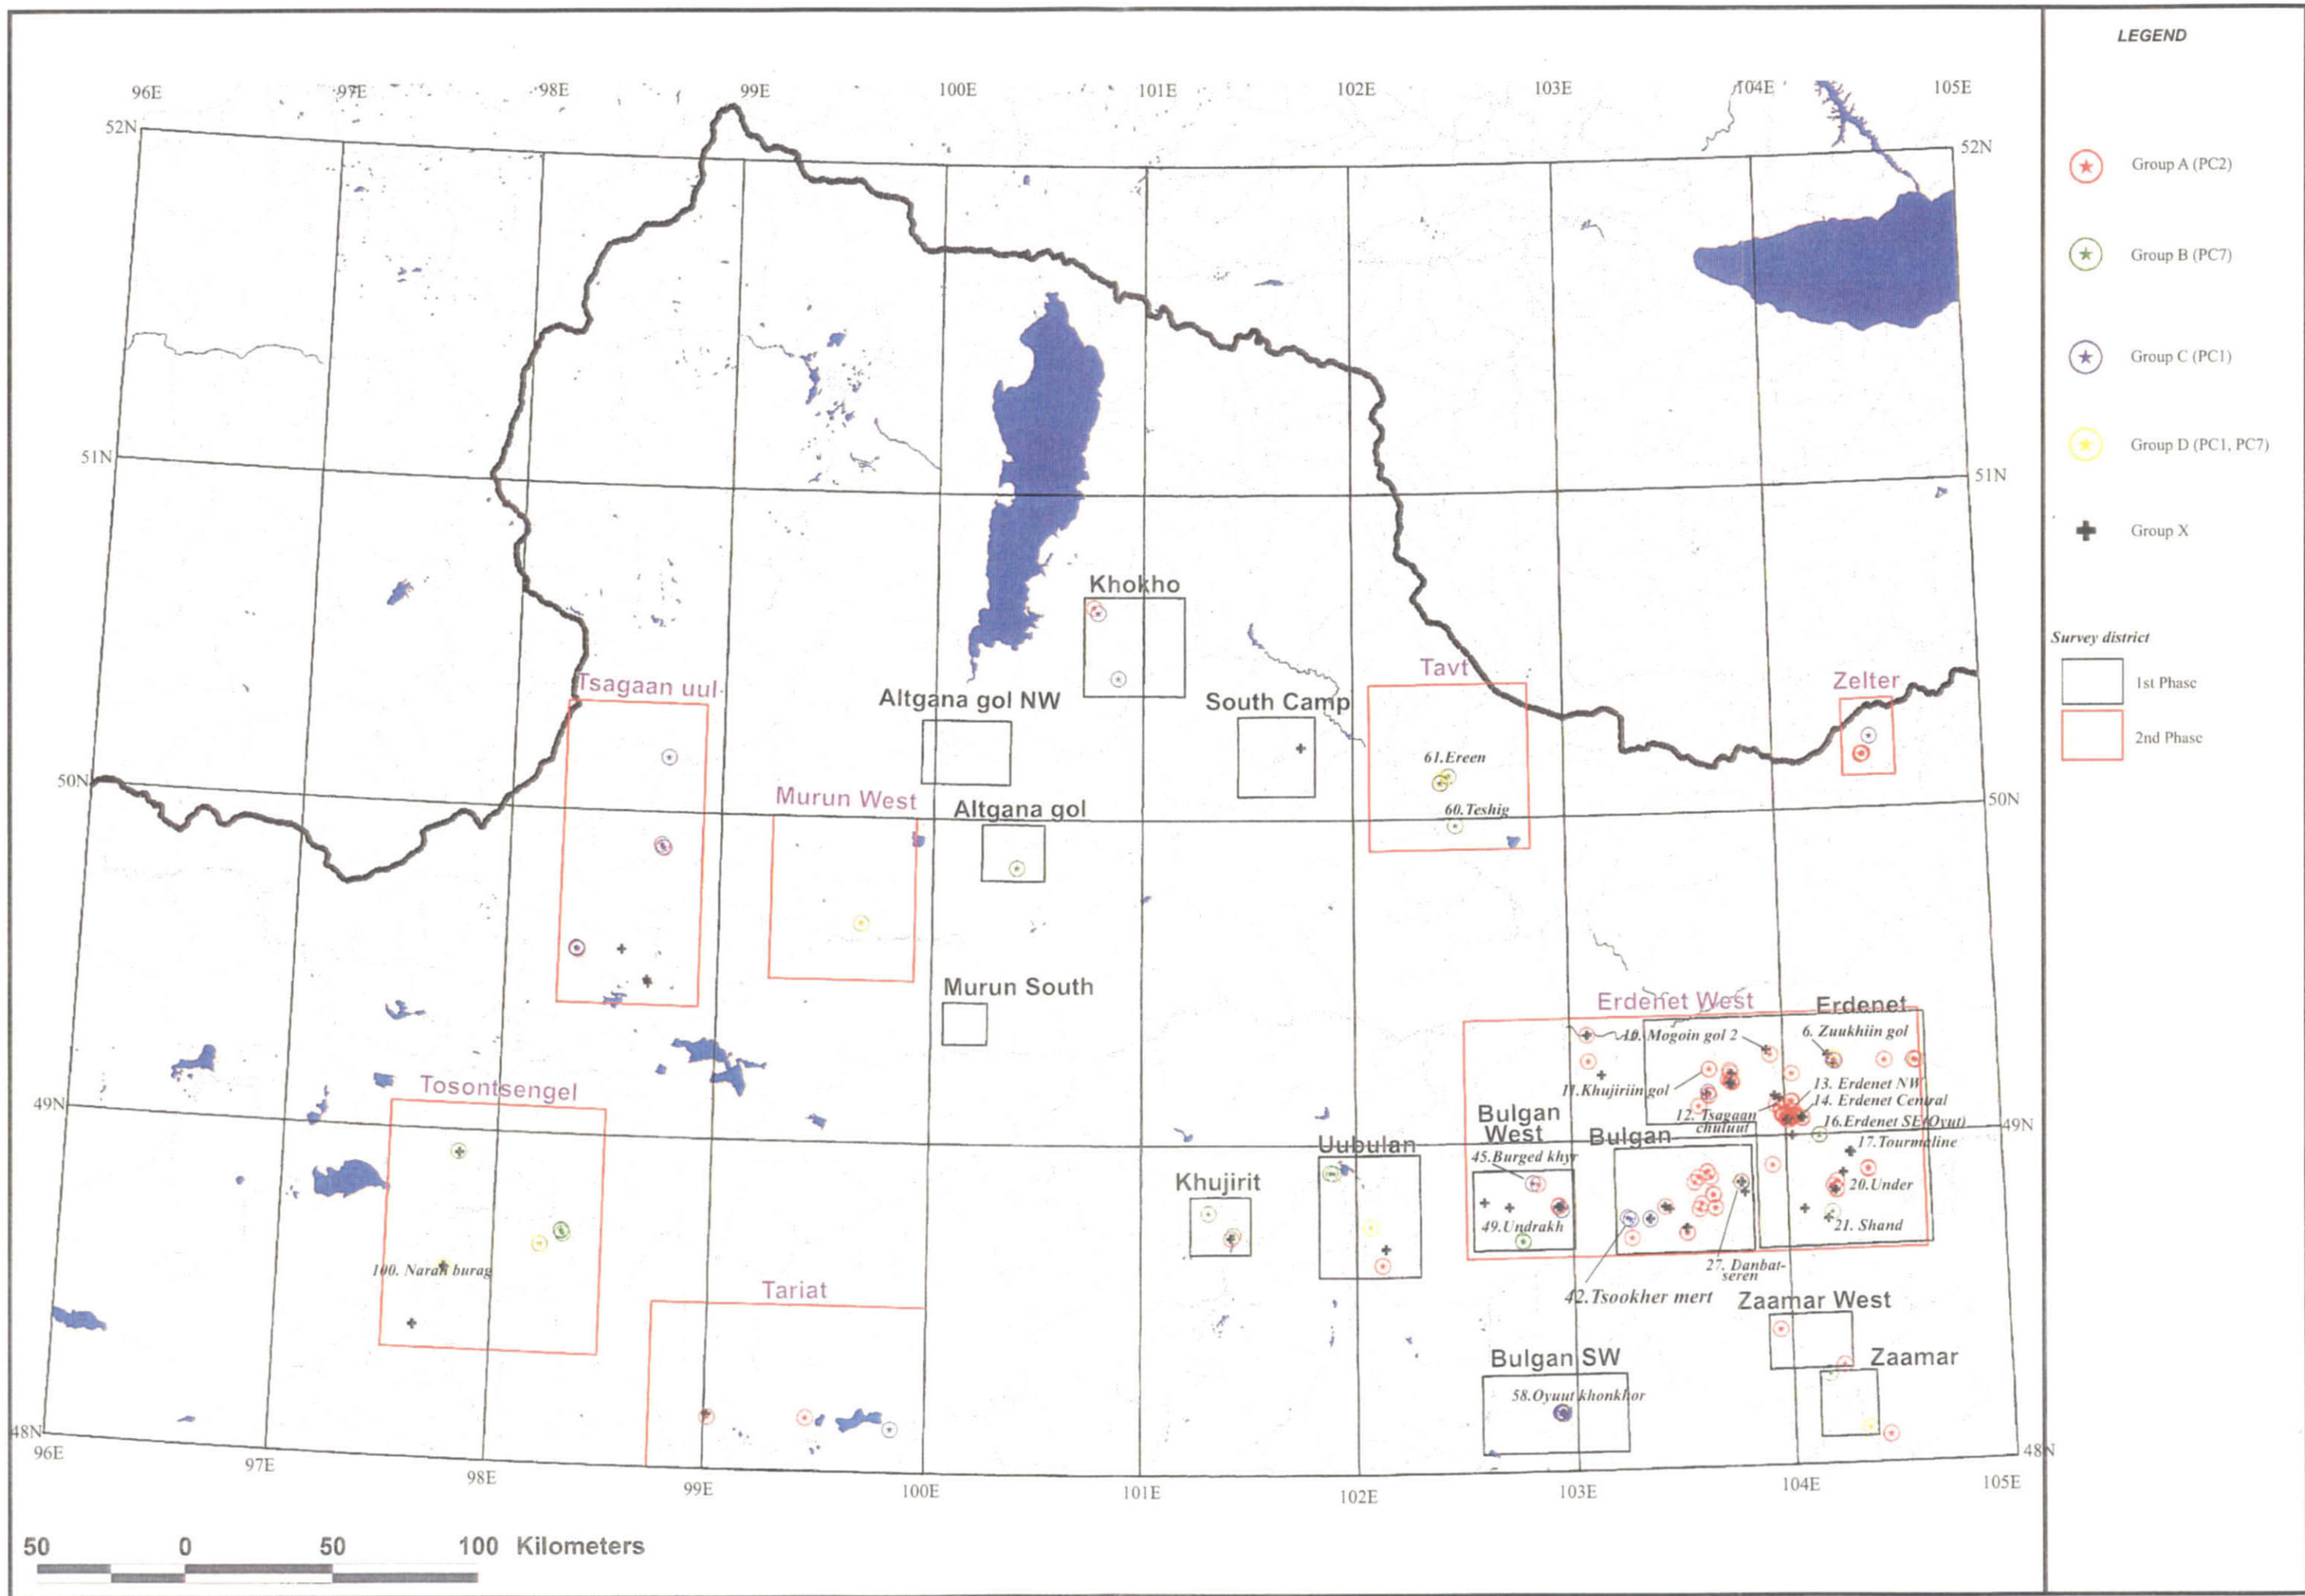 LEGEND
96E 97E 98E 99E 100E 101E 102E 103E 104E 105E
52N
52N
Group A (PC2)
Group B (PC7)
Group C (PC1)
Group D (PC1, PC7)
Group X
Survey district
1st Phase
2nd Phase
51N
51N
Khokho
Tsagaan uul
Altgana gol NW
South Camp
Tavt
Zelter
61.Ereen
60.Teshig
50N
50N
Murun West
Altgana gol
Murun South
Erdenet West
Erdenet
10. Mogoin gol 2
6. Zuukhiin gol
11.Khujiriin gol
13. Erdenet NW
14. Erdenet Central
12. Tsagaan
chuluut
16.Erdenet SE(Oyut)
17.Tourmaline
49N
49N
Tosontsengel
Bulgan
West
Bulgan
Uubulan
45.Burged khyr
Khujirit
20.Under
49.Undrakh
21. Shand
100. Naran burag
27. Danbat-
seren
42.Tsookher mert
Tariat
Zaamar West
Bulgan SW
Zaamar
58.Oyuut khonkhor
48N
48N
96E 97E 98E 99E 100E 101E 102E 103E 104E 105E
50 0 50 100 Kilometers